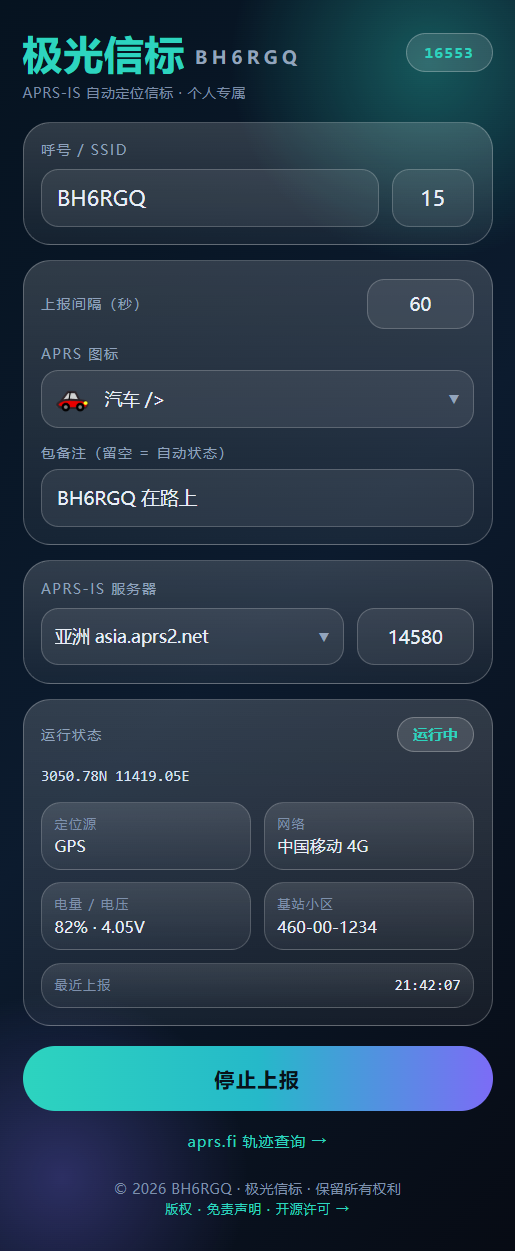 极光信标 BH6RGQ 16553
APRS-IS 自动定位信标 · 个人专属
呼号 / SSID
BH6RGQ 15
上报间隔（秒） 60
APRS 图标
汽车 />
包备注（留空 = 自动状态）
BH6RGQ 在路上
APRS-IS 服务器
亚洲 asia.aprs2.net 14580
运行状态 运行中
3050.78N 11419.05E
定位源 网络
GPS 中国移动 4G
电量 / 电压 基站小区
82% · 4.05V 460-00-1234
最近上报 21:42:07
停止上报
aprs.fi 轨迹查询 →
© 2026 BH6RGQ · 极光信标 · 保留所有权利
版权 · 免责声明 · 开源许可 →